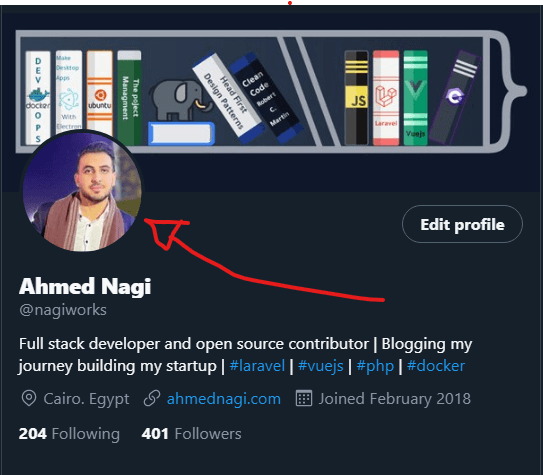 DEV OPS
docker
Make
Desktop
Apps
With
Electron
ubuntu
The poject
Managment
Head First
Design Patterns
Clean
Code
Robert
C.
Martin
JS
Laravel
Vuejs
C
Edit profile
Ahmed Nagi
@nagiworks
Full stack developer and open source contributor | Blogging my
journey building my startup | #laravel | #vuejs | #php | #docker
Cairo. Egypt ahmednagi.com Joined February 2018
204 Following 401 Followers